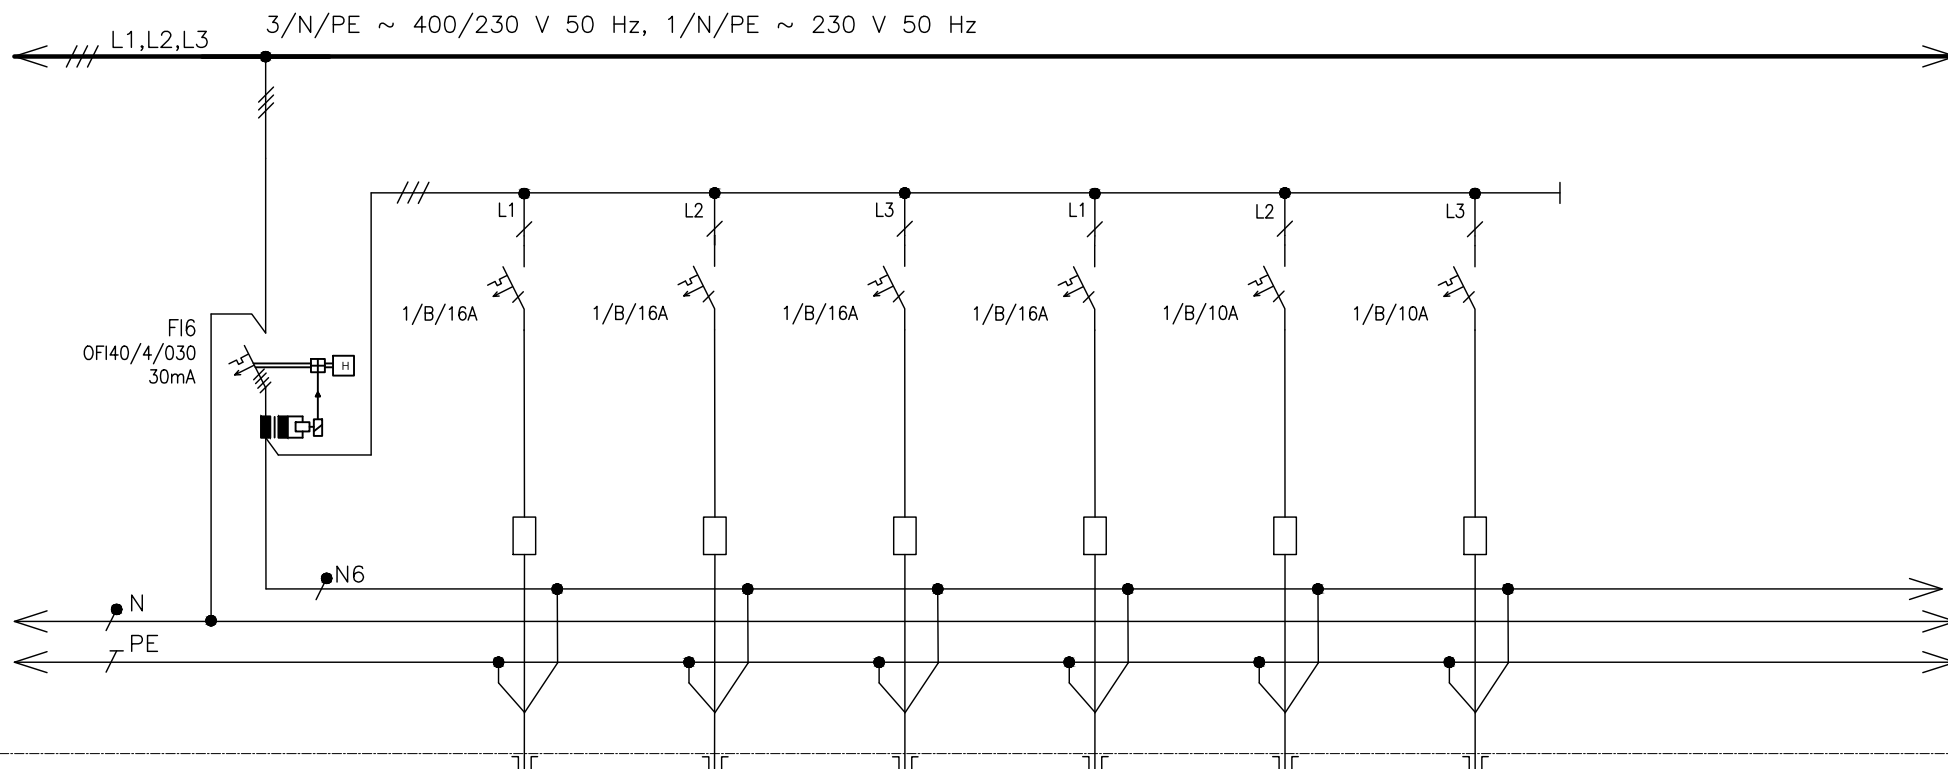 3/N/PE ~ 400/230 V 50 Hz, 1/N/PE ~ 230 V 50 Hz
L1,L2,L3
L1
L2
L3
L1
L2
L3
1/B/16A
1/B/16A
1/B/16A
1/B/16A
1/B/10A
1/B/10A
FI6
OFI40/4/030
30mA
H
N6
N
PE